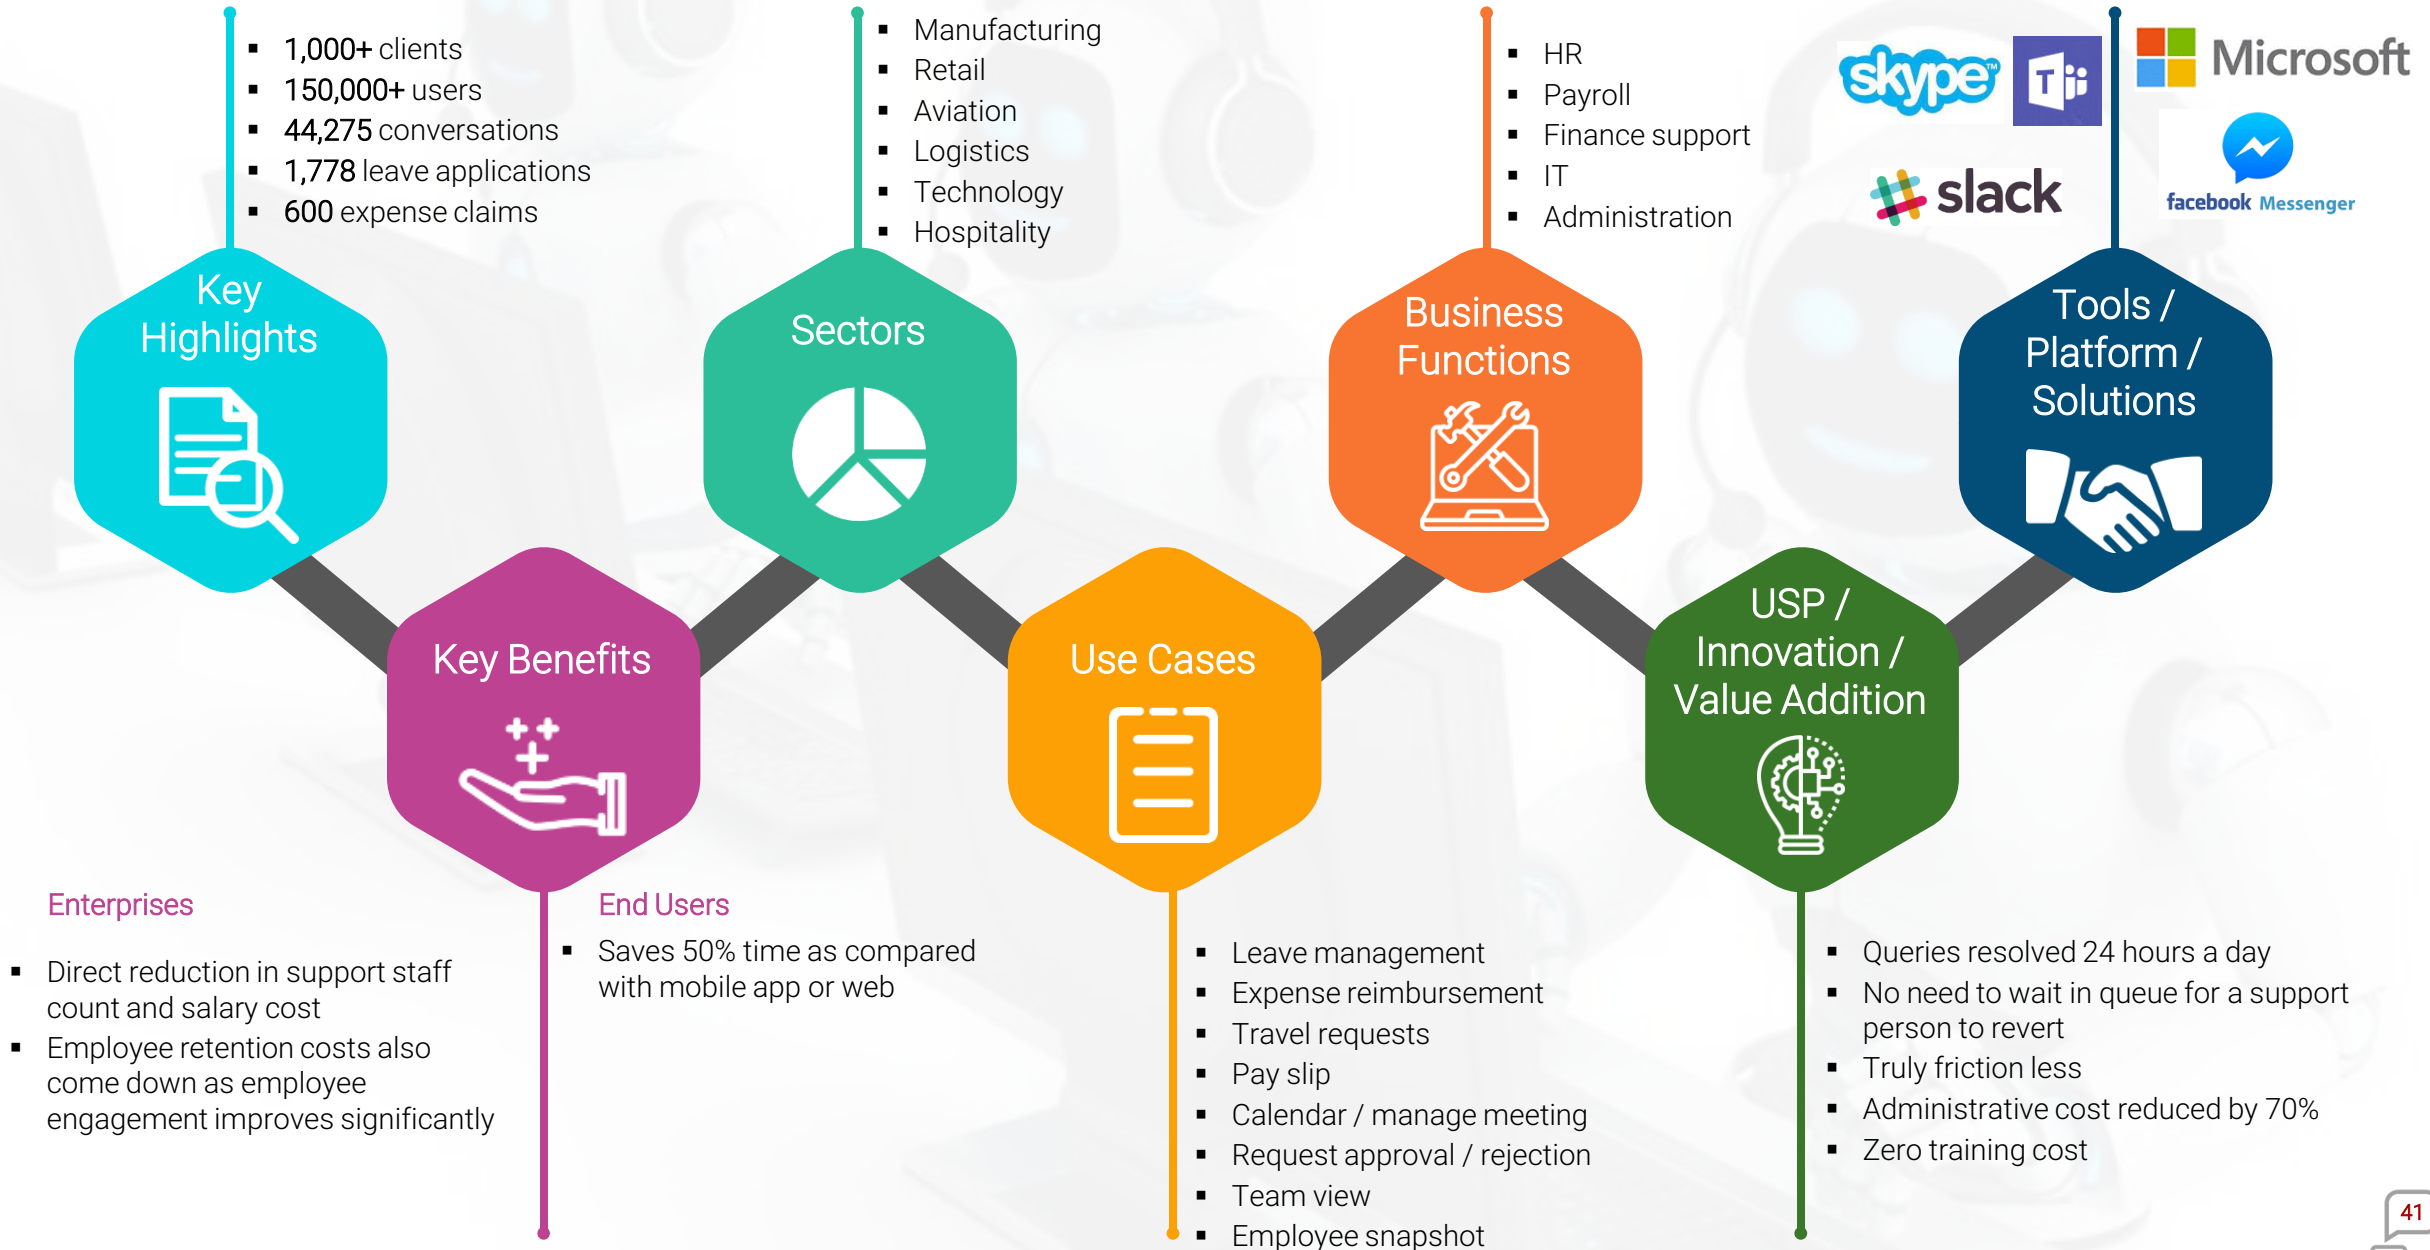 1,000+ clients
150,000+ users
44,275 conversations
1,778 leave applications
600 expense claims
Key
Highlights
Manufacturing
Retail
Aviation
Logistics
Technology
Hospitality
Sectors
HR
Payroll
Finance support
IT
Administration
Business
Functions
skype™
T
Microsoft
slack
facebook Messenger
Tools /
Platform /
Solutions
Key Benefits
Enterprises
Direct reduction in support staff
count and salary cost
Employee retention costs also
come down as employee
engagement improves significantly
End Users
Saves 50% time as compared
with mobile app or web
Use Cases
Leave management
Expense reimbursement
Travel requests
Pay slip
Calendar / manage meeting
Request approval / rejection
Team view
Employee snapshot
USP /
Innovation /
Value Addition
Queries resolved 24 hours a day
No need to wait in queue for a support
person to revert
Truly friction less
Administrative cost reduced by 70%
Zero training cost
41